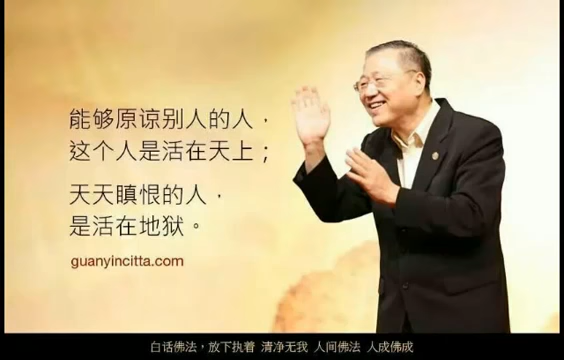 能够原谅别人的人，
这个人是活在天上；
天天瞋恨的人，
是活在地狱。
guanyincitta.com
白话佛法，放下执着 清净无我 人间佛法 人成佛成